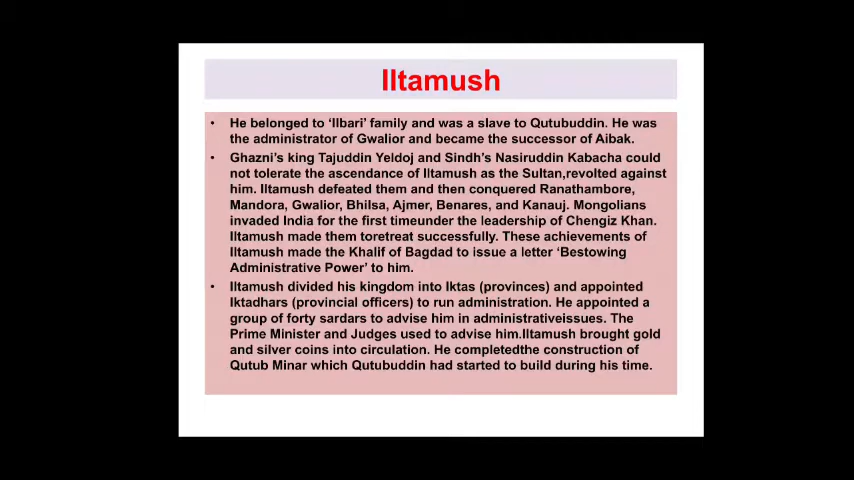 Iltamush
• He belonged to ‘Ilbari’ family and was a slave to Qutubuddin. He was
the administrator of Gwalior and became the successor of Aibak.
• Ghazni’s king Tajuddin Yeldoj and Sindh’s Nasiruddin Kabacha could
not tolerate the ascendance of Iltamush as the Sultan,revolted against
him. Iltamush defeated them and then conquered Ranathambore,
Mandora, Gwalior, Bhilsa, Ajmer, Benares, and Kanauj. Mongolians
invaded India for the first timeunder the leadership of Chengiz Khan.
Iltamush made them toretreat successfully. These achievements of
Iltamush made the Khalif of Bagdad to issue a letter ‘Bestowing
Administrative Power’ to him.
• Iltamush divided his kingdom into Iktas (provinces) and appointed
Iktadhars (provincial officers) to run administration. He appointed a
group of forty sardars to advise him in administrativeissues. The
Prime Minister and Judges used to advise him.Iltamush brought gold
and silver coins into circulation. He completedthe construction of
Qutub Minar which Qutubuddin had started to build during his time.